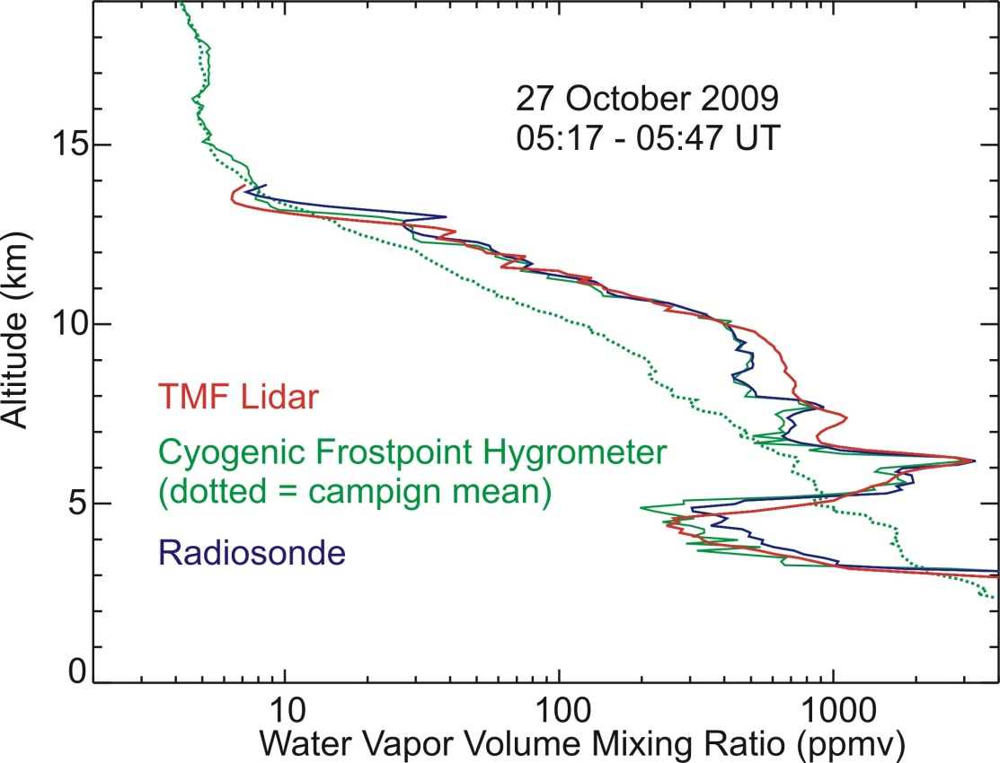 27 October 2009
05:17 - 05:47 UT
15
10
5
0
Altitude (km)
TMF Lidar
Cyogenic Frostpoint Hygrometer
(dotted = campign mean)
Radiosonde
10 100 1000
Water Vapor Volume Mixing Ratio (ppmv)